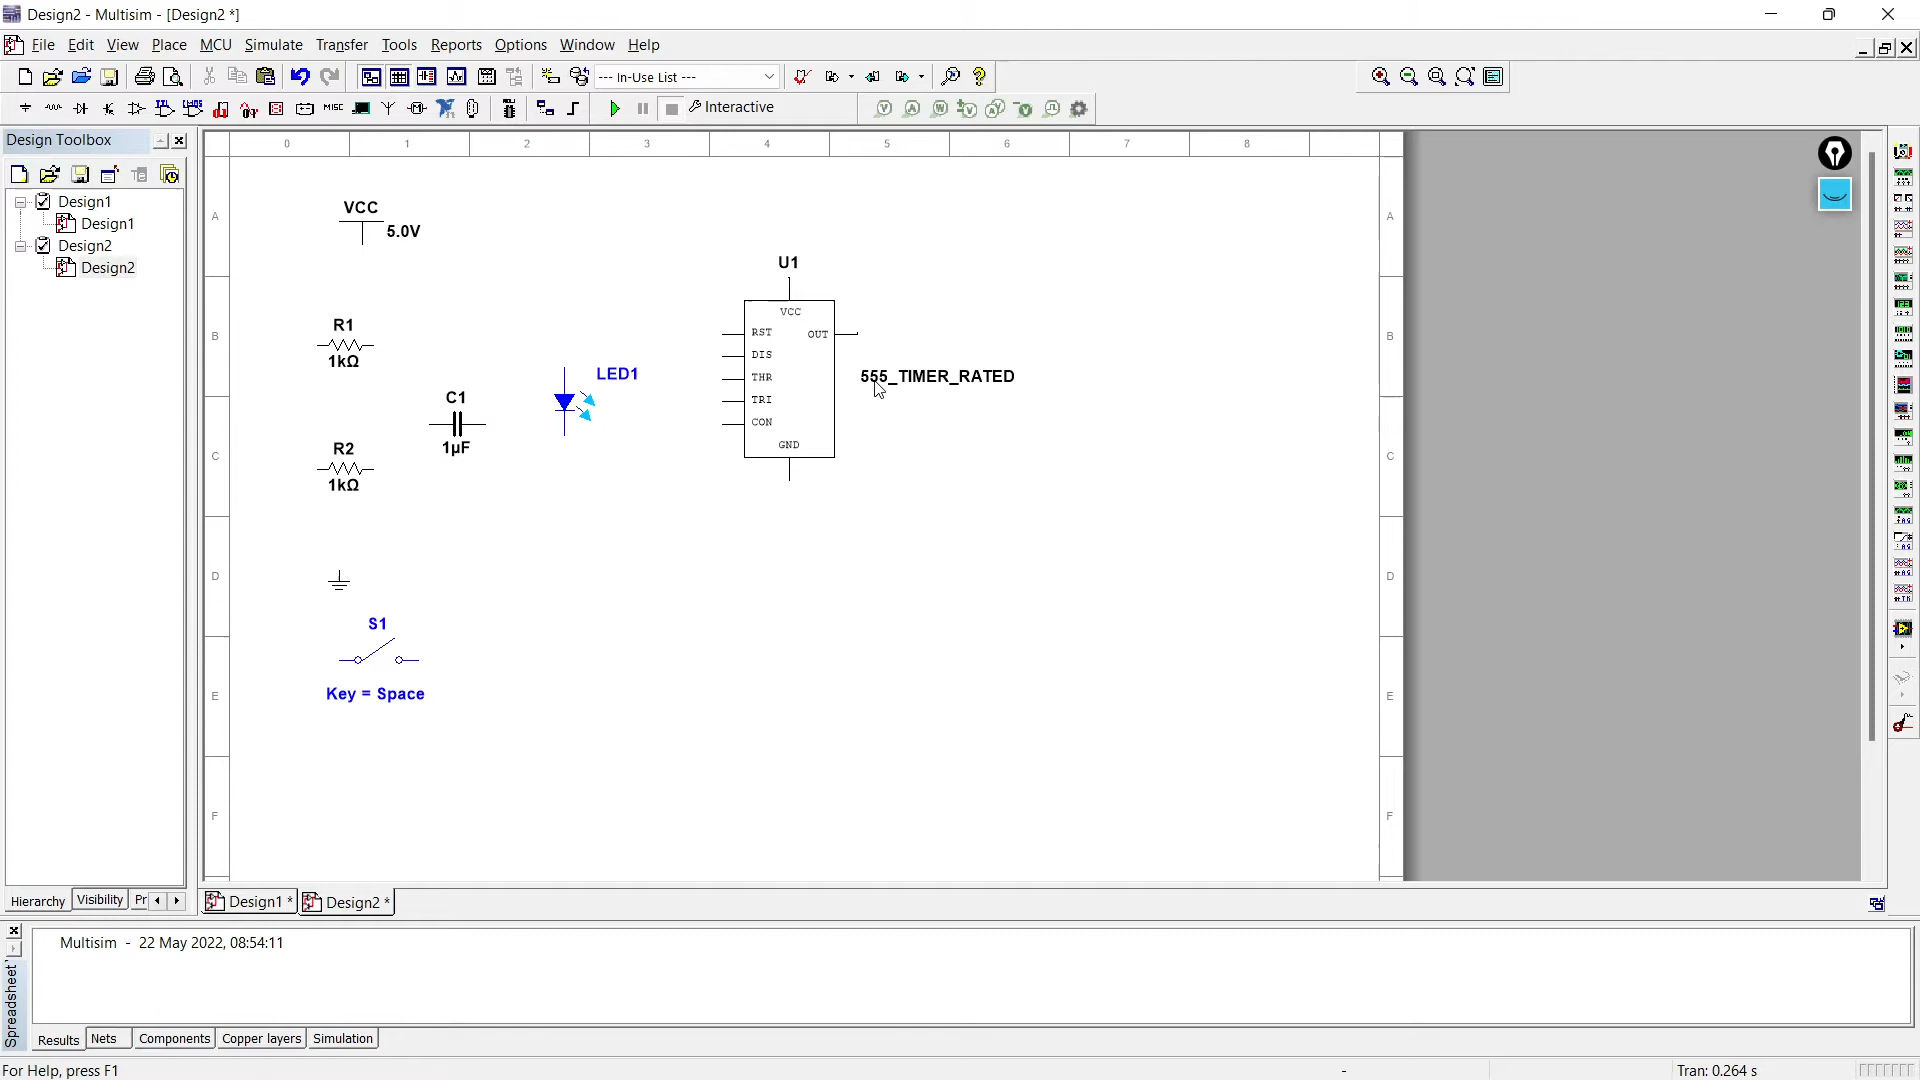 Design2 - Multisim - [Design2 *]
File Edit View Place MCU Simulate Transfer Tools Reports Options Window Help
--- In-Use List ---
MISC Interactive
Design Toolbox
Design1
Design1
Design2
Design2
0 1 2 3 4 5 6 7 8
A A
B B
C C
D D
E E
F F
VCC
5.0V
R1
1kΩ
C1
1µF
R2
1kΩ
LED1
U1
VCC
RST OUT
DIS
THR
TRI
CON
GND
555_TIMER_RATED
S1
Key = Space
Hierarchy Visibility Pr
Design1 * Design2 *
Multisim - 22 May 2022, 08:54:11
Spreadsheet
Results Nets Components Copper layers Simulation
For Help, press F1 - Tran: 0.264 s